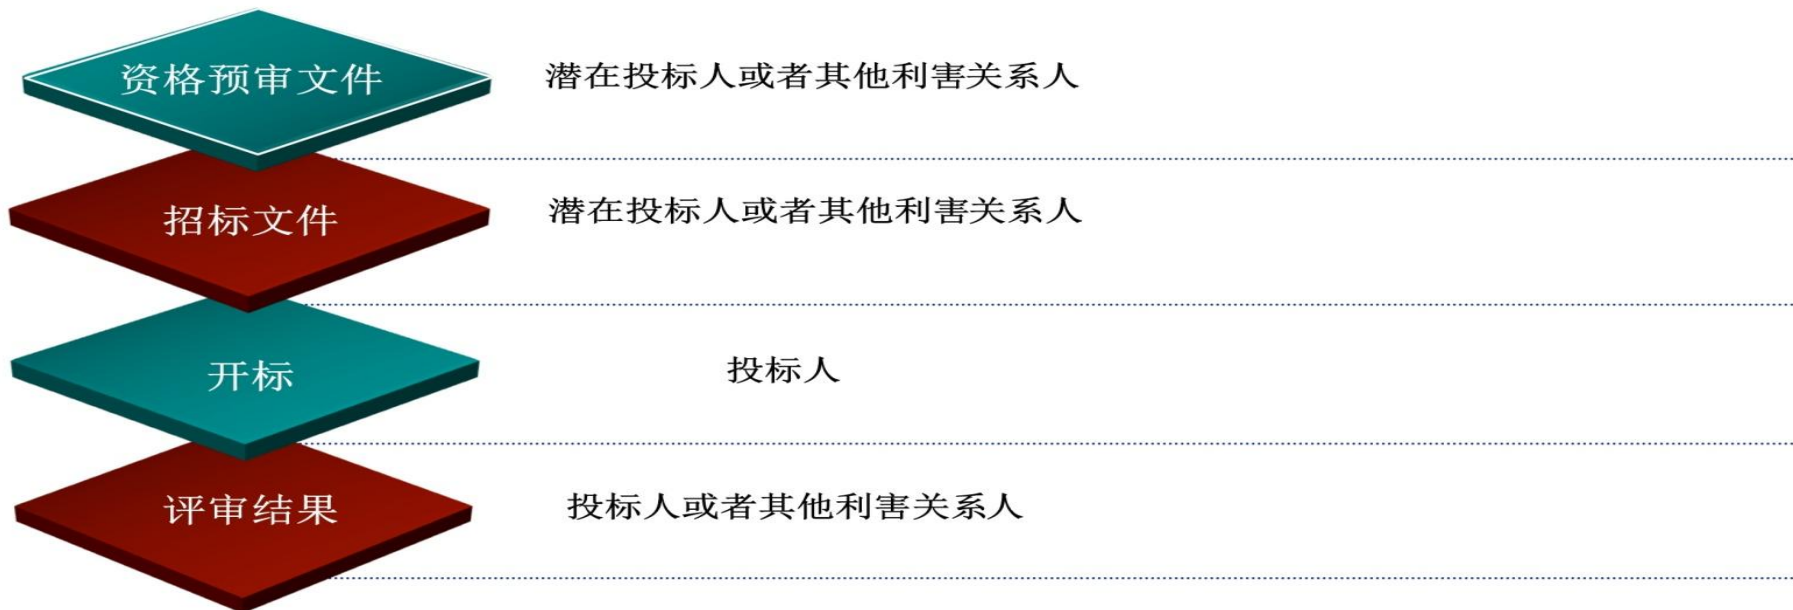 资格预审文件 潜在投标人或者其他利害关系人
招标文件 潜在投标人或者其他利害关系人
开标 投标人
评审结果 投标人或者其他利害关系人